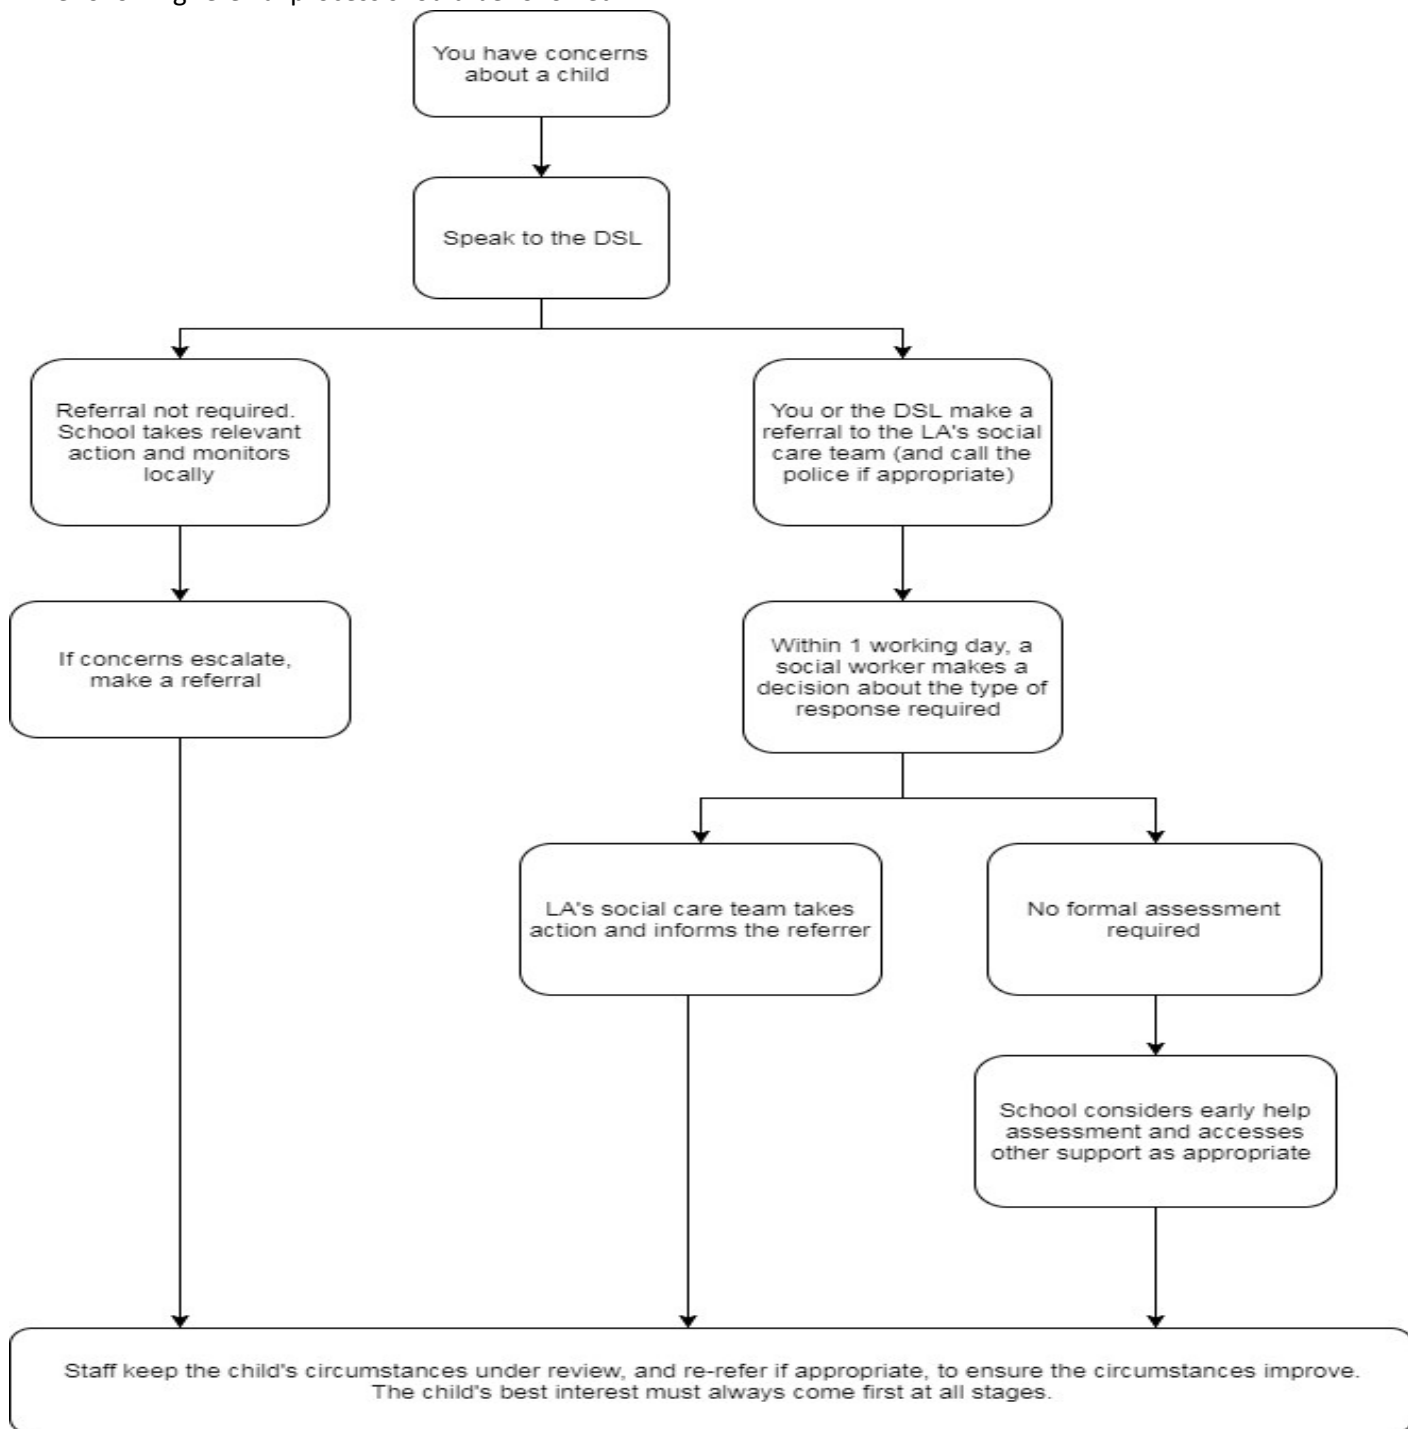 You have concerns
about a child
Speak to the DSL
Referral not required.
School takes relevant
action and monitors
locally
You or the DSL make a
referral to the LA's social
care team (and call the
police if appropriate)
If concerns escalate,
make a referral
Within 1 working day, a
social worker makes a
decision about the type of
response required
LA's social care team takes
action and informs the referrer
No formal assessment
required
School considers early help
assessment and accesses
other support as appropriate
Staff keep the child's circumstances under review, and re-refer if appropriate, to ensure the circumstances improve.
The child's best interest must always come first at all stages.